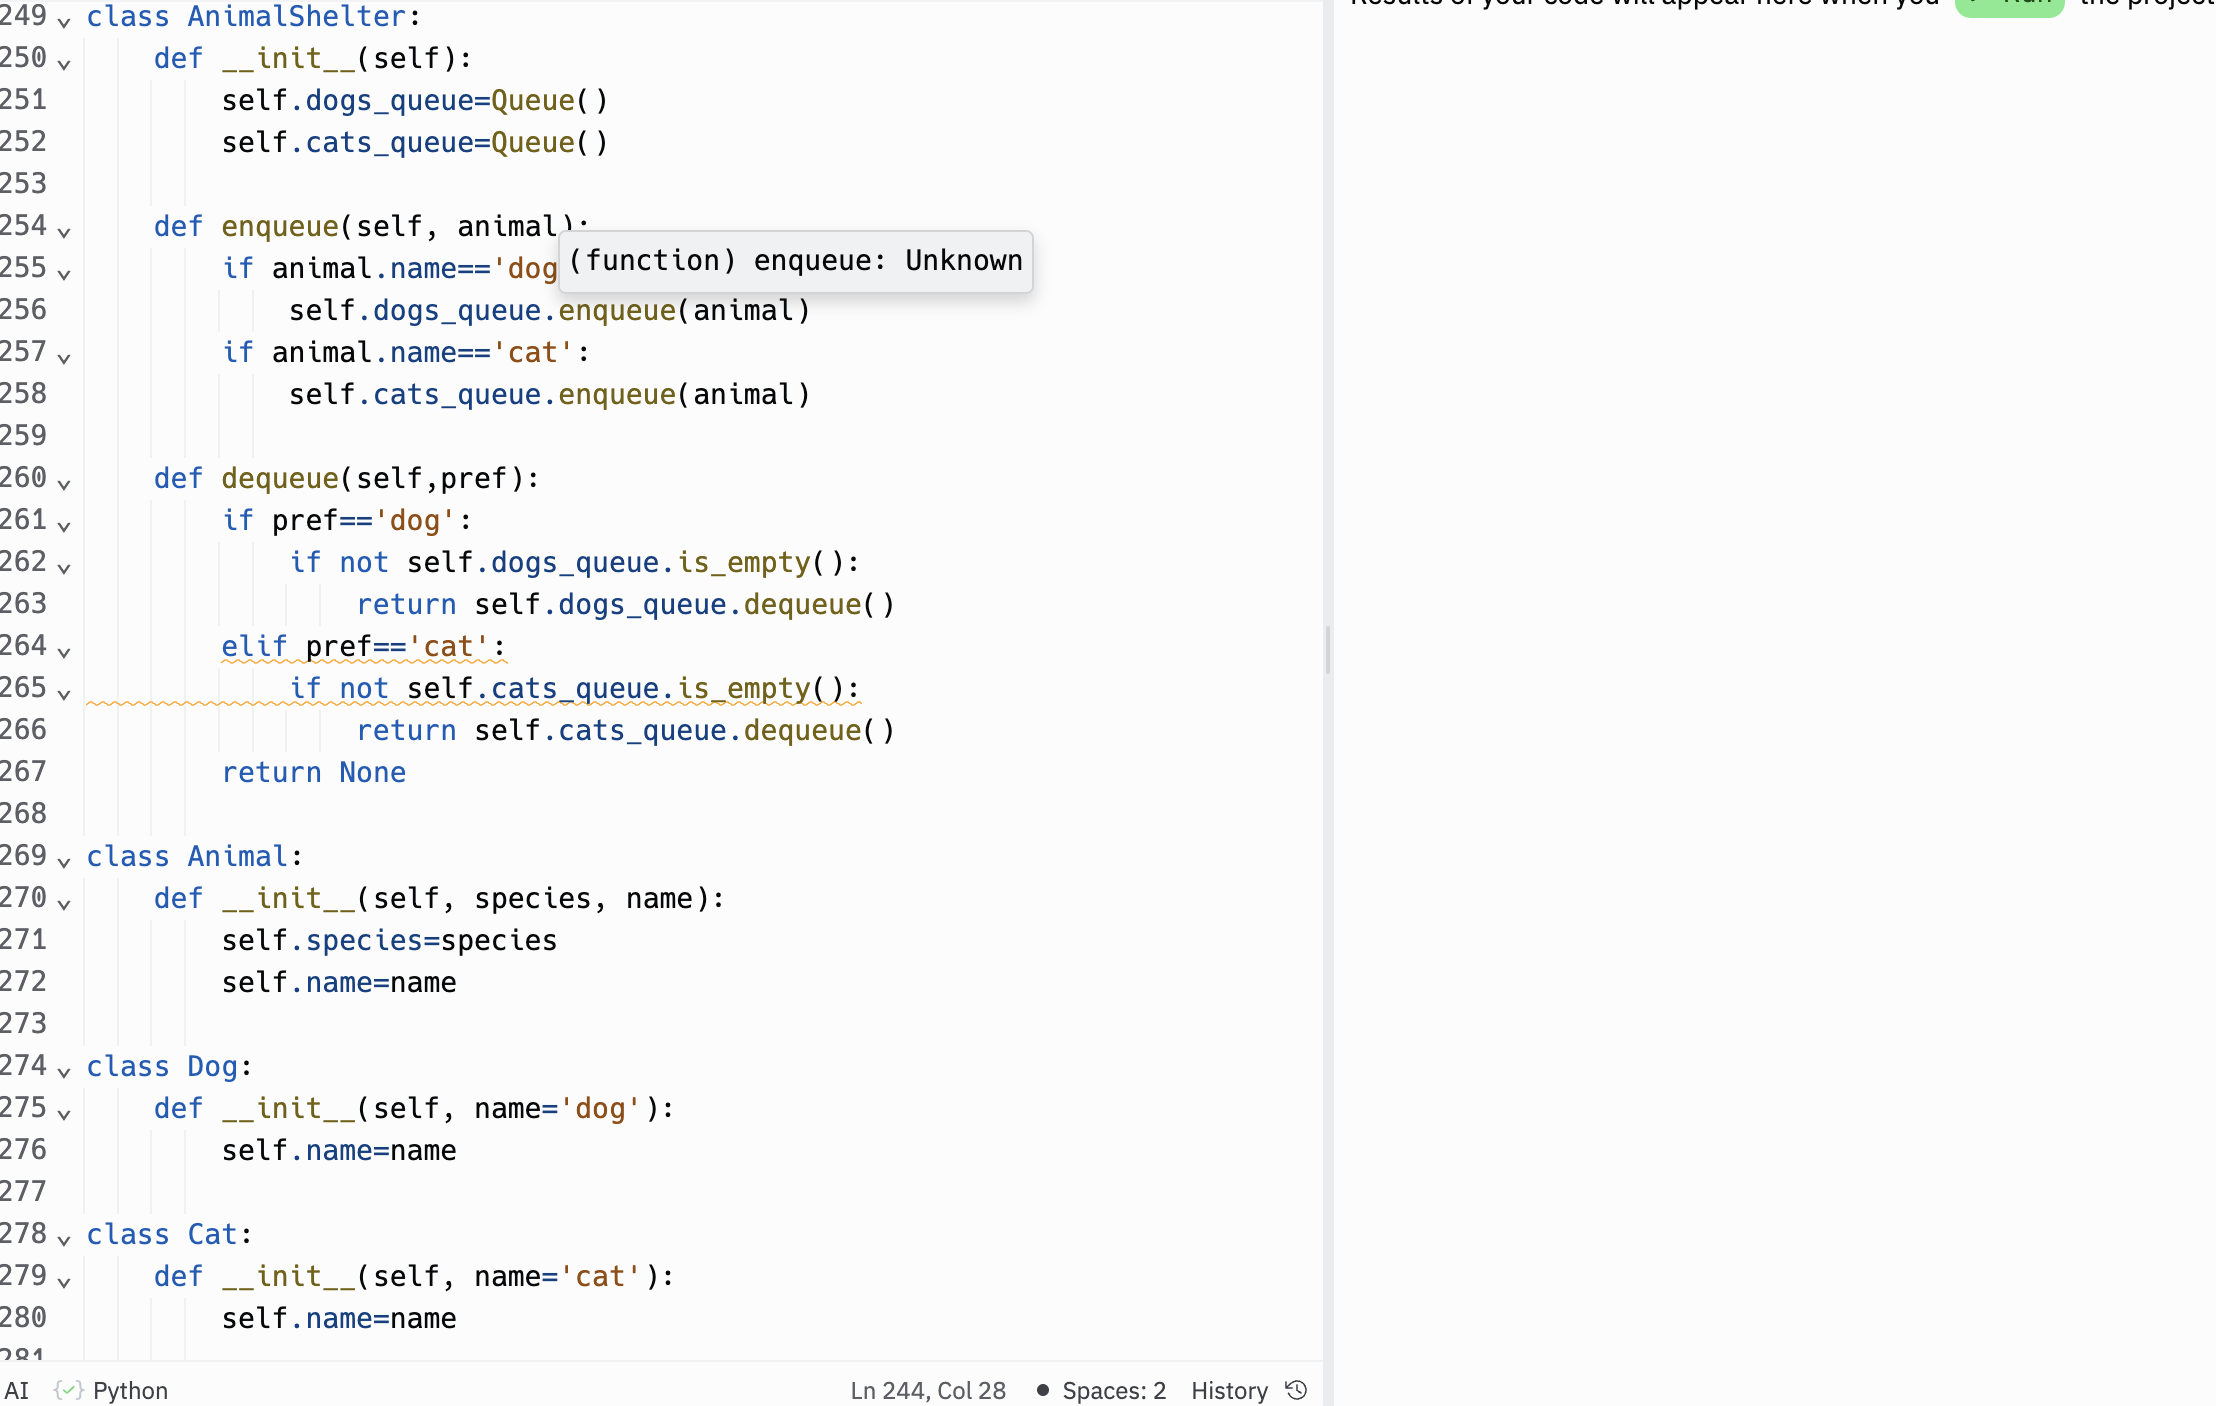 249 class AnimalShelter:
250     def __init__(self):
251         self.dogs_queue=Queue()
252         self.cats_queue=Queue()
253
254     def enqueue(self, animal):
255         if animal.name=='dog
(function) enqueue: Unknown
256             self.dogs_queue.enqueue(animal)
257         if animal.name=='cat':
258             self.cats_queue.enqueue(animal)
259
260     def dequeue(self,pref):
261         if pref=='dog':
262             if not self.dogs_queue.is_empty():
263                 return self.dogs_queue.dequeue()
264         elif pref=='cat':
265             if not self.cats_queue.is_empty():
266                 return self.cats_queue.dequeue()
267         return None
268
269 class Animal:
270     def __init__(self, species, name):
271         self.species=species
272         self.name=name
273
274 class Dog:
275     def __init__(self, name='dog'):
276         self.name=name
277
278 class Cat:
279     def __init__(self, name='cat'):
280         self.name=name
281
AI {} Python Ln 244, Col 28 Spaces: 2 History
Results of your code will appear here when you Run the project